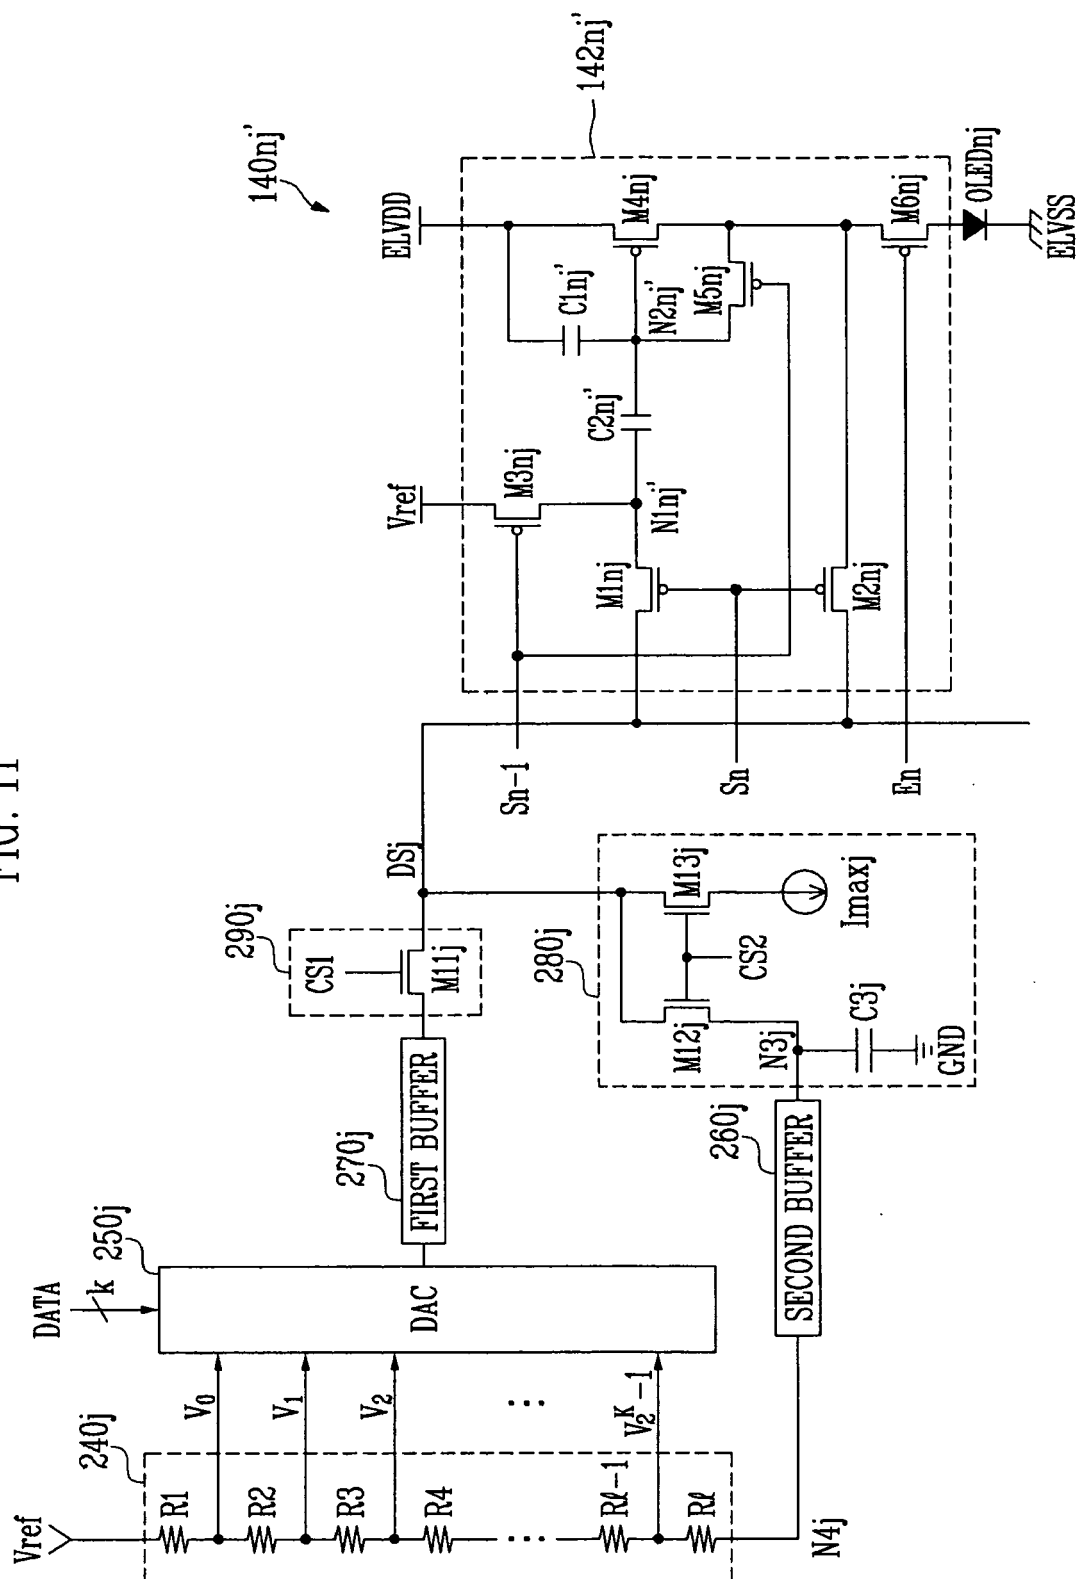 FIG. 11
Vref
240j
R1
R2
R3
R4
...
Rℓ-1
Rℓ
N4j
V0
V1
V2
...
V2^K-1
DATA
k
250j
DAC
270j
FIRST BUFFER
260j
SECOND BUFFER
290j
CS1
M11j
DSj
280j
M12j
M13j
CS2
N3j
C3j
GND
Imaxj
Sn-1
Sn
En
140nj'
142nj'
Vref
ELVDD
M3nj
N1nj'
M1nj
M2nj
C2nj'
C1nj'
N2nj'
M4nj
M5nj
M6nj
OLEDnj
ELVSS